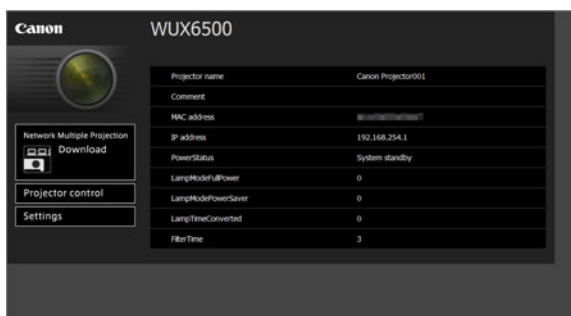 Canon
WUX6500
Projector name Canon Projector001
Comment
MAC address
IP address 192.168.254.1
PowerStatus System standby
LampModeFullPower 0
LampModePowerSaver 0
LampTimeConverted 0
FilterTime 3
Network Multiple Projection
Download
Projector control
Settings